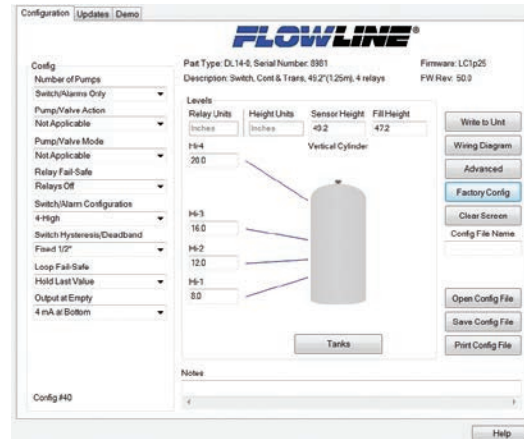 Configuration Updates Demo
FLOWLINE®
Part Type: DL14-0, Serial Number: 8981 Firmware: LC1p25
Description: Switch, Cont & Trans, 49.2"(1.25m), 4 relays FW Rev: 50.0
Config
Number of Pumps
Switch/Alarms Only
Pump/Valve Action
Not Applicable
Pump/Valve Mode
Not Applicable
Relay Fail-Safe
Relays Off
Switch/Alarm Configuration
4-High
Switch Hysteresis/Deadband
Fixed 1/2"
Loop Fail-Safe
Hold Last Value
Output at Empty
4 mA at Bottom
Config #40
Levels
Relay Units Height Units Sensor Height Fill Height
Inches Inches 49.2 47.2
Hi-4 Vertical Cylinder
20.0
Hi-3
16.0
Hi-2
12.0
Hi-1
8.0
Tanks
Notes
Write to Unit
Wiring Diagram
Advanced
Factory Config
Clear Screen
Config File Name
Open Config File
Save Config File
Print Config File
Help